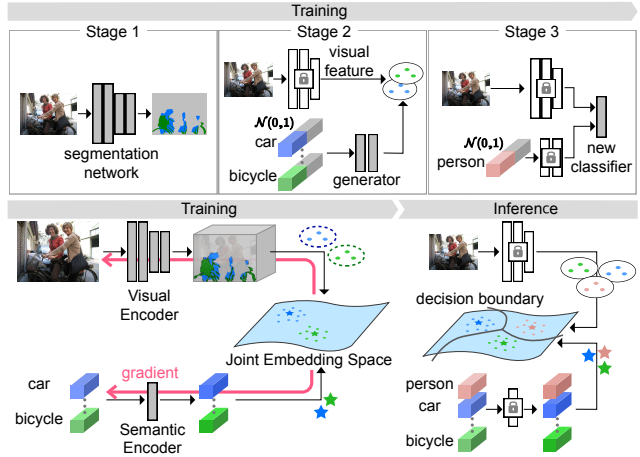 Training
Stage 1
segmentation
network
Stage 2
visual
feature
𝒩(0,1)
car
bicycle
generator
Stage 3
𝒩(0,1)
person
new
classifier
Training
Visual
Encoder
Joint Embedding Space
gradient
car
bicycle
Semantic
Encoder
Inference
decision boundary
person
car
bicycle